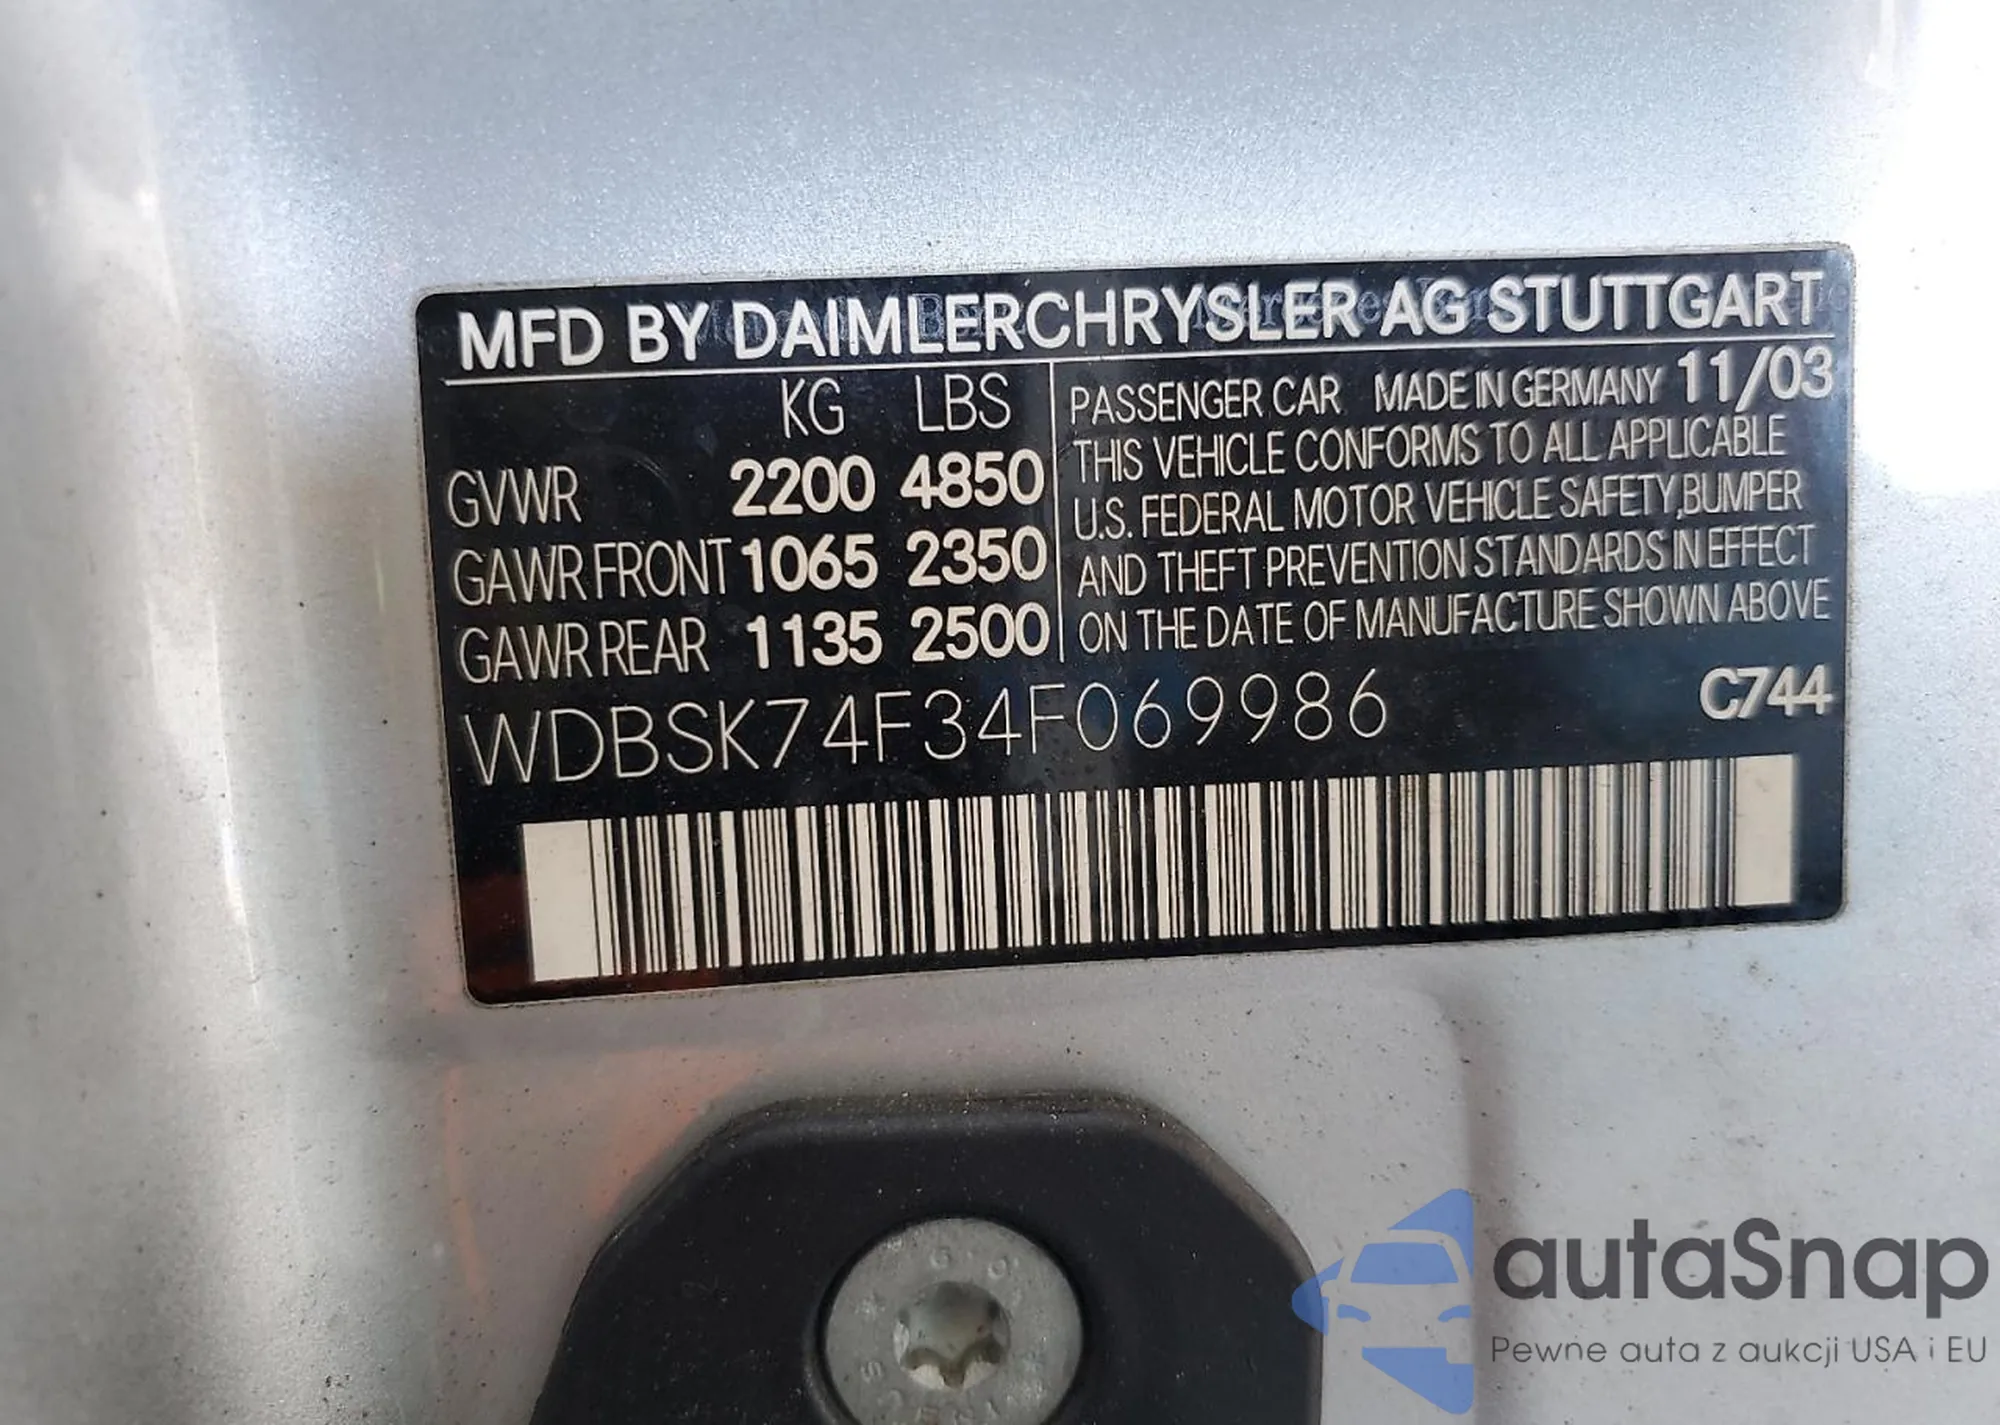 MFD BY DAIMLERCHRYSLER AG STUTTGART
KG LBS
GVWR 2200 4850
GAWR FRONT 1065 2350
GAWR REAR 1135 2500
PASSENGER CAR MADE IN GERMANY 11/03
THIS VEHICLE CONFORMS TO ALL APPLICABLE
U.S. FEDERAL MOTOR VEHICLE SAFETY,BUMPER
AND THEFT PREVENTION STANDARDS IN EFFECT
ON THE DATE OF MANUFACTURE SHOWN ABOVE
WDBSK74F34F069986 C744
autaSnap
Pewne auta z aukcji USA i EU